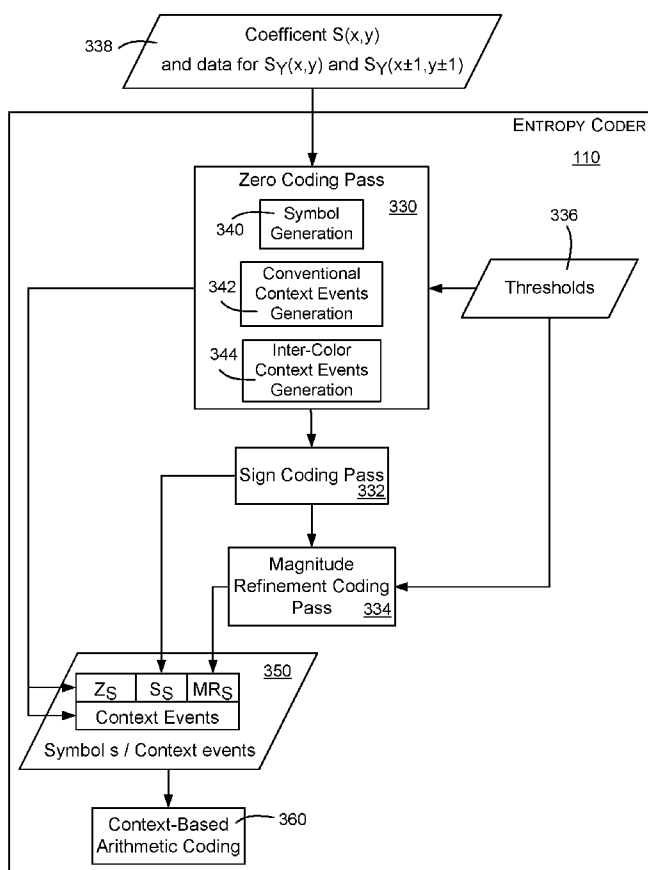 338
Coefficent S(x,y)
and data for SY(x,y) and SY(x±1,y±1)
ENTROPY CODER
110
Zero Coding Pass
330
340
Symbol
Generation
336
Thresholds
342
Conventional
Context Events
Generation
344
Inter-Color
Context Events
Generation
Sign Coding Pass
332
Magnitude
Refinement Coding
Pass
334
350
ZS SS MRS
Context Events
Symbol s / Context events
Context-Based
Arithmetic Coding
360